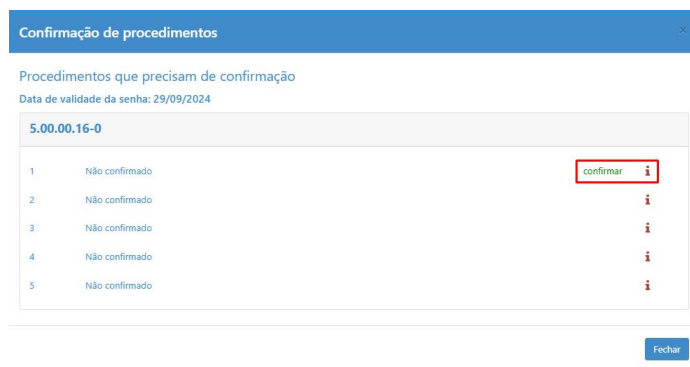 Confirmação de procedimentos ×
Procedimentos que precisam de confirmação
Data de validade da senha: 29/09/2024
5.00.00.16-0
1 Não confirmado confirmar i
2 Não confirmado i
3 Não confirmado i
4 Não confirmado i
5 Não confirmado i
Fechar